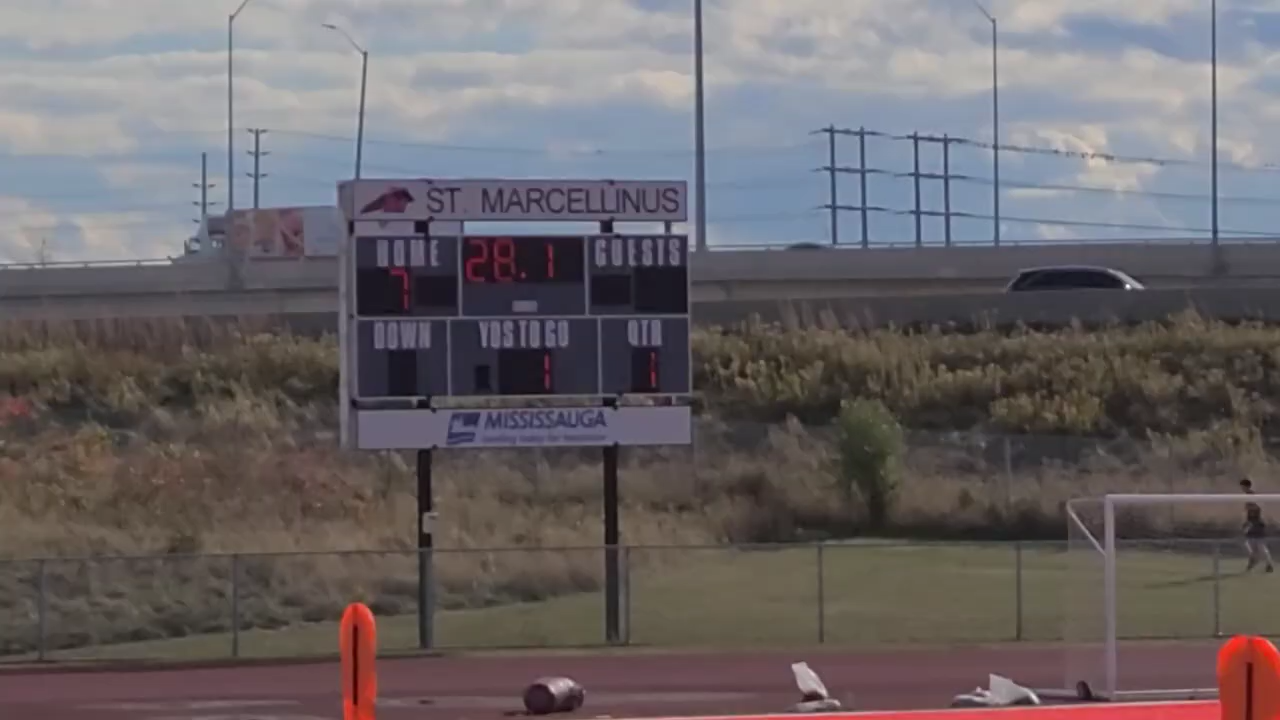 ST. MARCELLINUS
HOME 28.1 GUESTS
7
DOWN YDS TO GO QTR
1 1
MISSISSAUGA